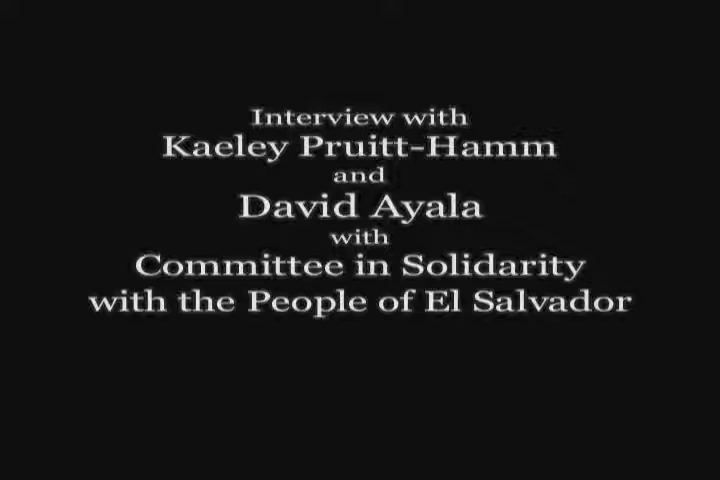 Interview with
Kaeley Pruitt-Hamm
and
David Ayala
with
Committee in Solidarity
with the People of El Salvador